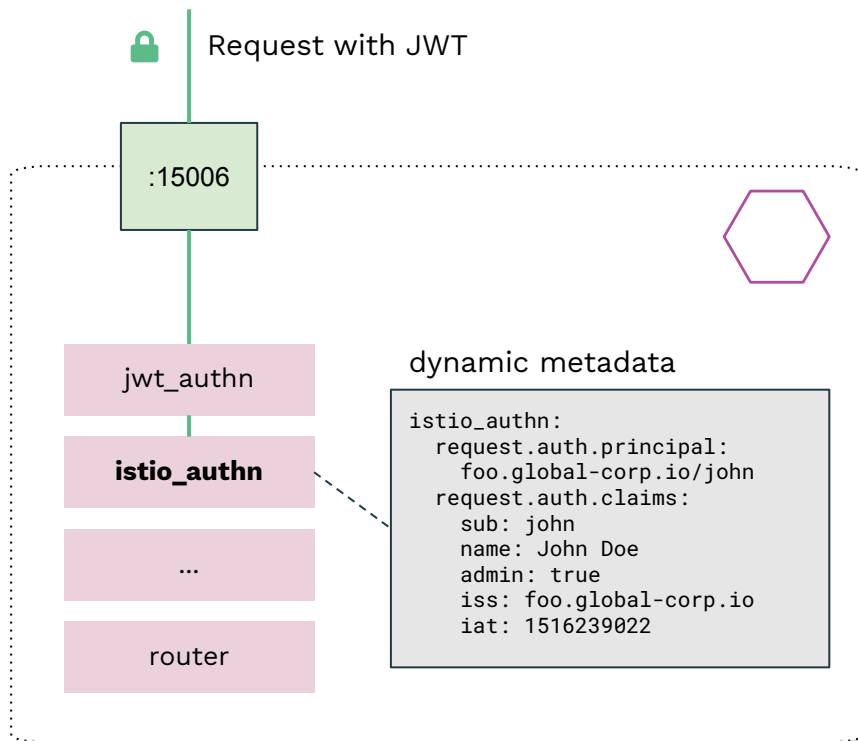 Request with JWT
:15006
jwt_authn
istio_authn
...
router
dynamic metadata
istio_authn:
  request.auth.principal:
    foo.global-corp.io/john
  request.auth.claims:
    sub: john
    name: John Doe
    admin: true
    iss: foo.global-corp.io
    iat: 1516239022